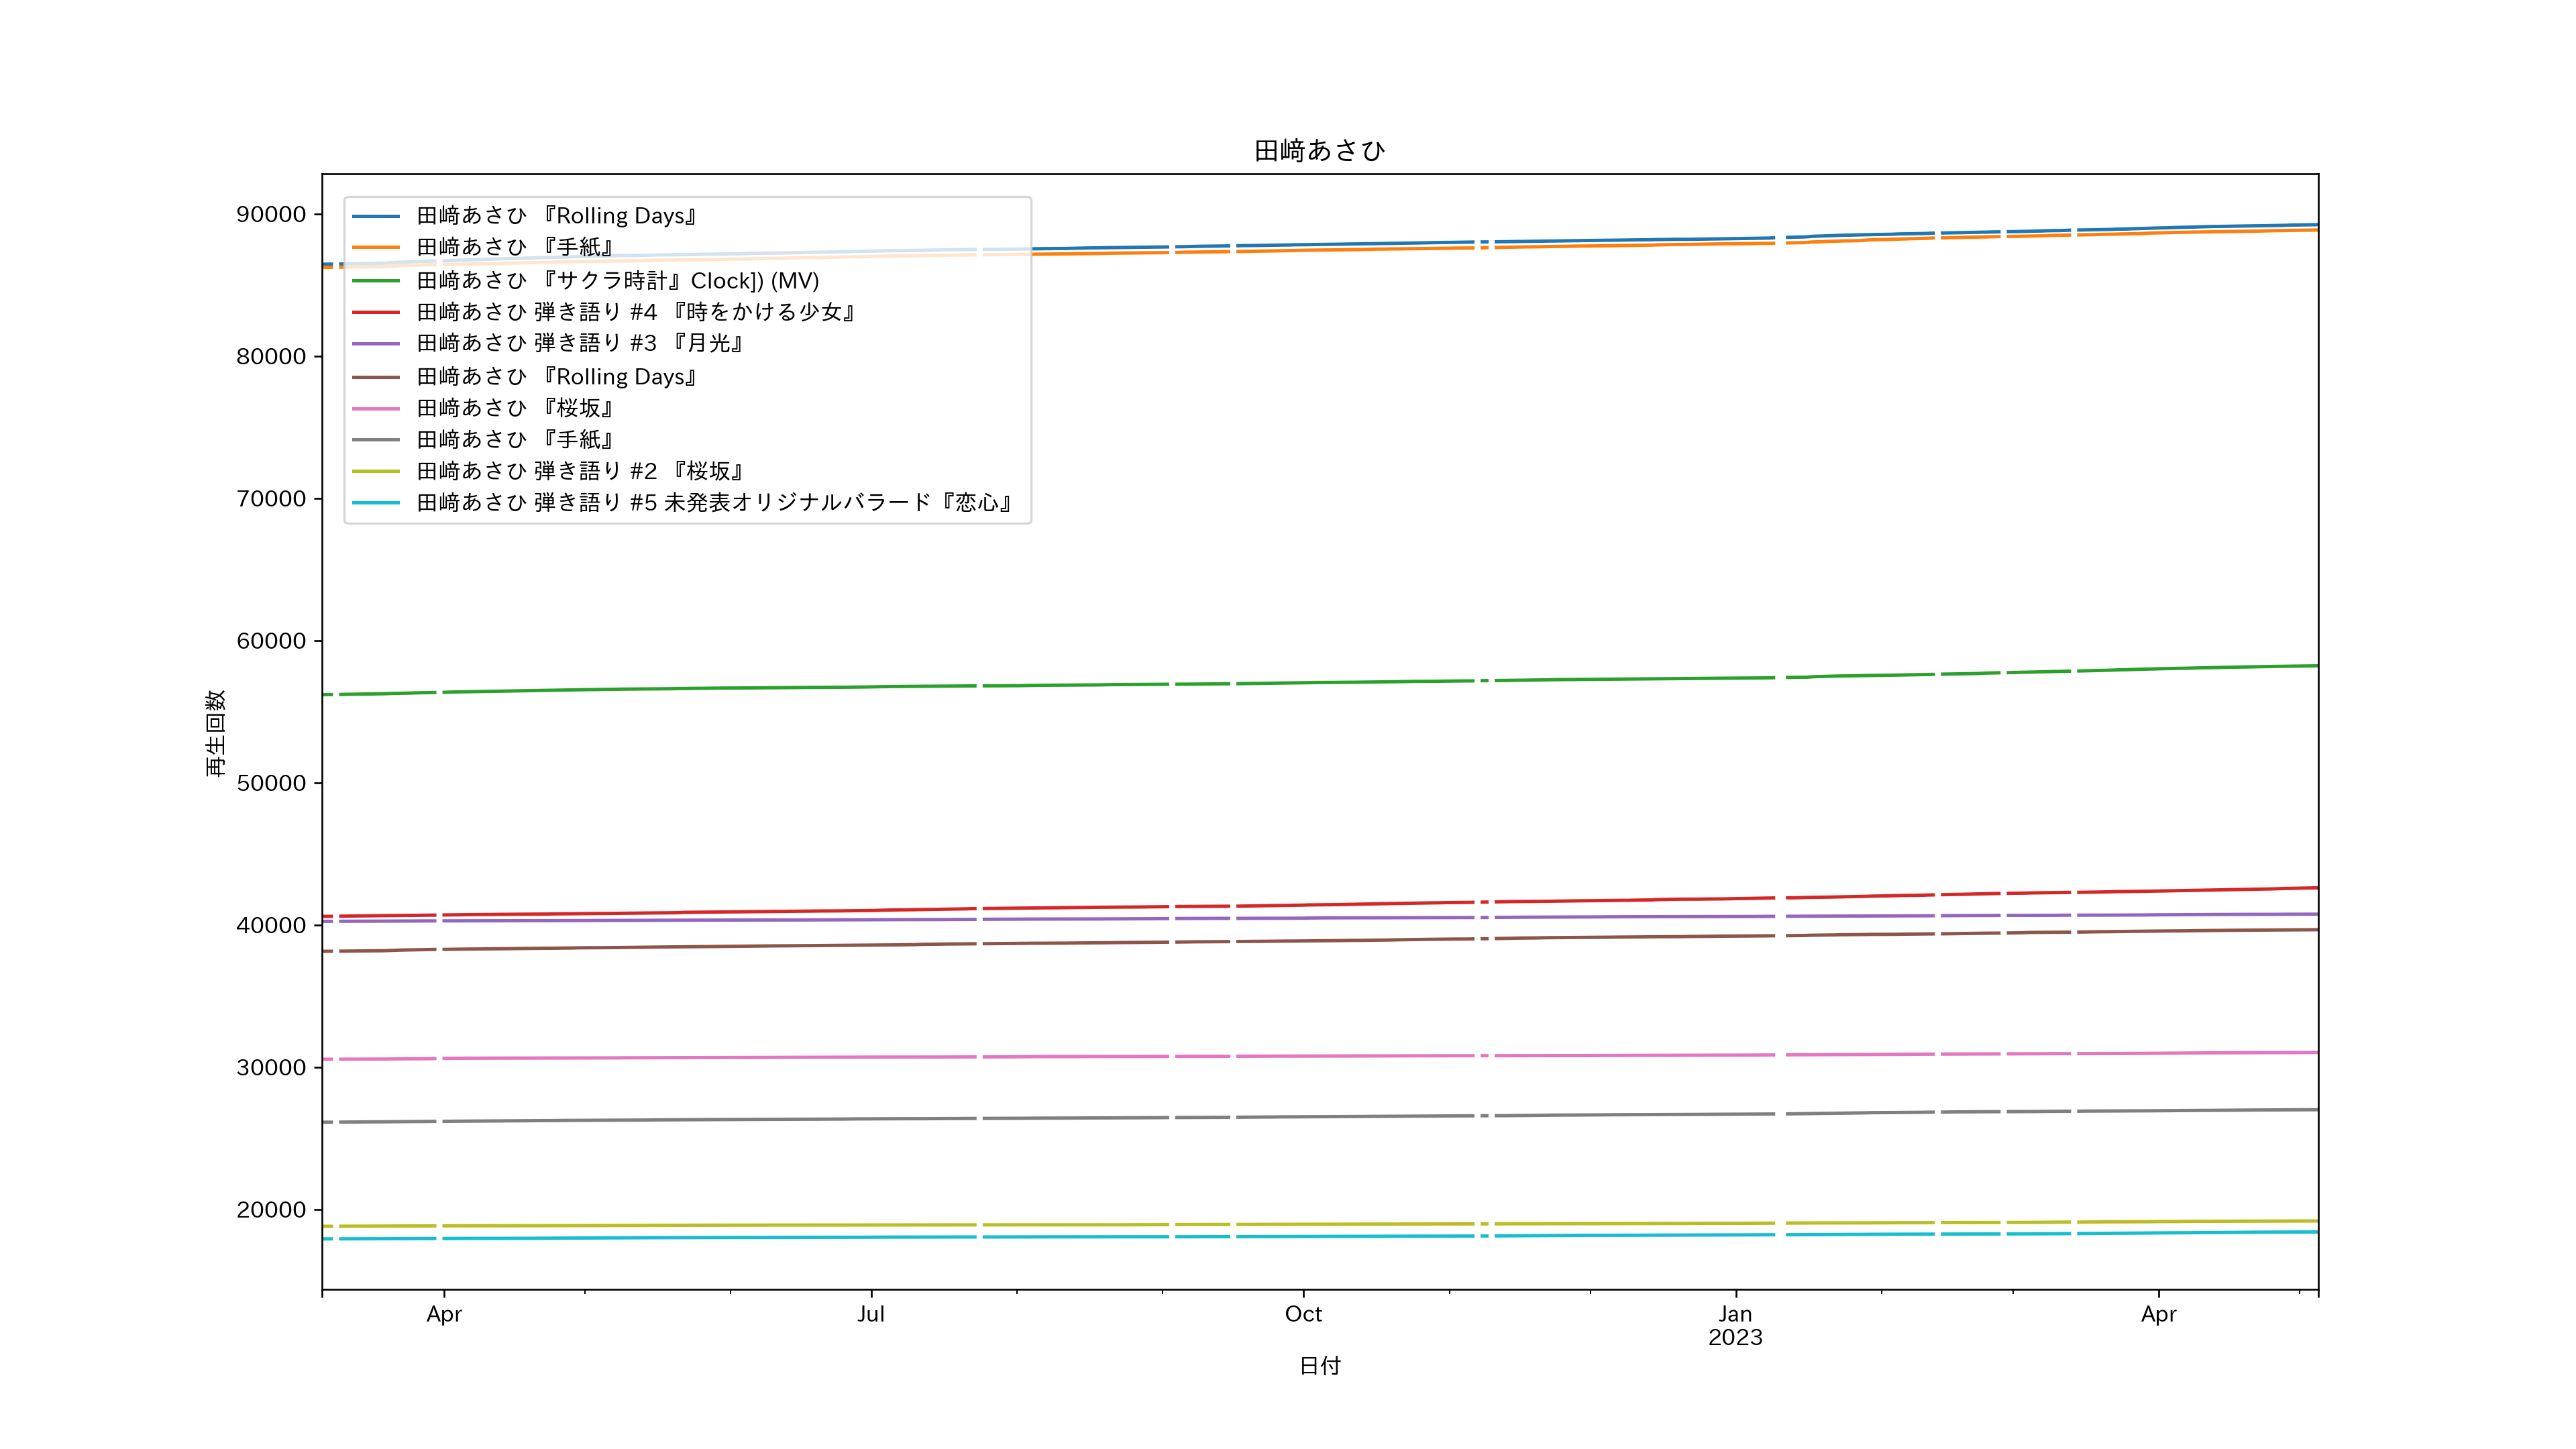 田﨑あさひ
90000
80000
70000
60000
50000
40000
30000
20000
再生回数
田﨑あさひ 『Rolling Days』
田﨑あさひ 『手紙』
田﨑あさひ 『サクラ時計』Clock]) (MV)
田﨑あさひ 弾き語り #4 『時をかける少女』
田﨑あさひ 弾き語り #3 『月光』
田﨑あさひ 『Rolling Days』
田﨑あさひ 『桜坂』
田﨑あさひ 『手紙』
田﨑あさひ 弾き語り #2 『桜坂』
田﨑あさひ 弾き語り #5 未発表オリジナルバラード『恋心』
Apr Jul Oct Jan Apr
2023
日付